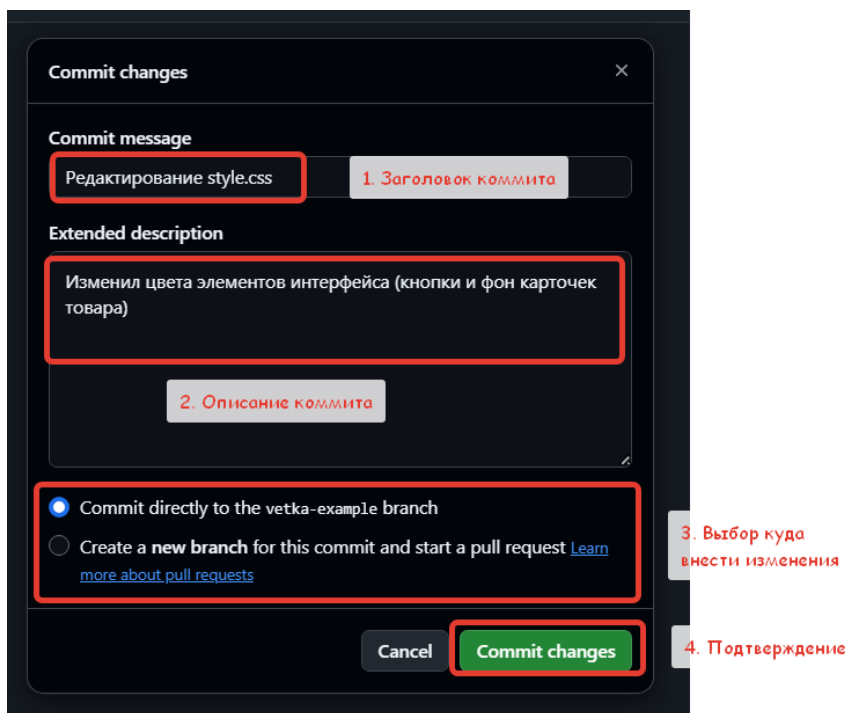 Commit changes
Commit message
Редактирование style.css
1. Заголовок коммита
Extended description
Изменил цвета элементов интерфейса (кнопки и фон карточек
товара)
2. Описание коммита
Commit directly to the vetka-example branch
Create a new branch for this commit and start a pull request Learn
more about pull requests
3. Выбор куда
внести изменения
Cancel
Commit changes
4. Подтверждение